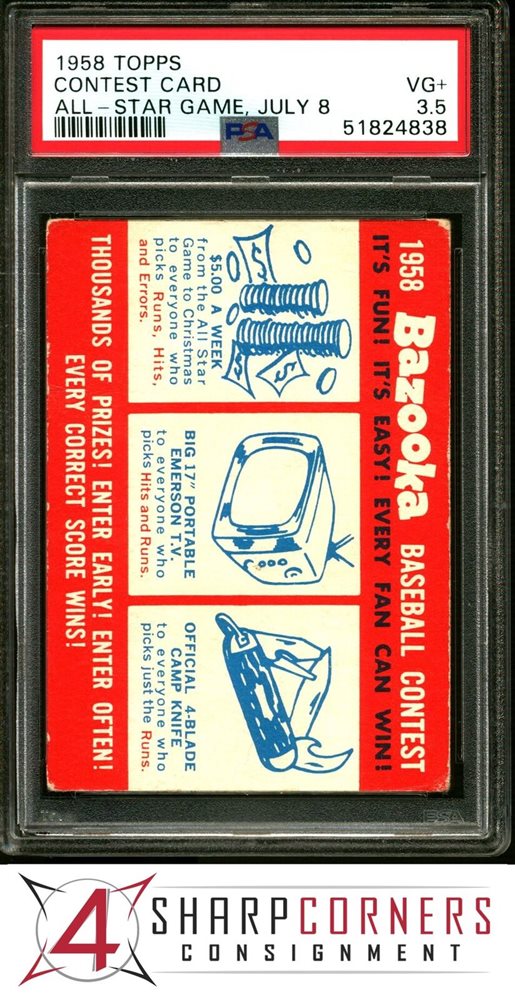 1958 TOPPS
CONTEST CARD
VG+
ALL-STAR GAME, JULY 8
3.5
PSA
51824838
1958 Bazooka BASEBALL CONTEST
IT'S FUN! IT'S EASY! EVERY FAN CAN WIN!
$5.00 A WEEK
from the All Star
Game to Christmas
to everyone who
picks Runs, Hits,
and Errors.
BIG 17" PORTABLE
EMERSON T.V.
to everyone who
picks Hits and Runs.
OFFICIAL 4-BLADE
CAMP KNIFE
to everyone who
picks just the Runs.
THOUSANDS OF PRIZES! ENTER EARLY! ENTER OFTEN!
EVERY CORRECT SCORE WINS!
PSA
4 SHARPCORNERS
CONSIGNMENT